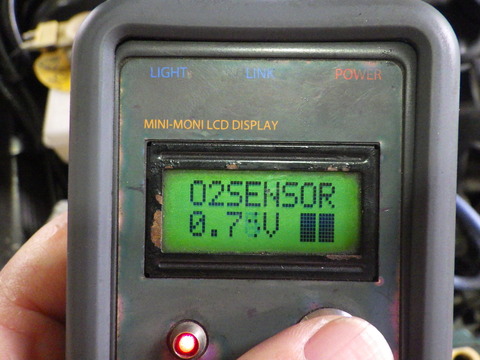 LIGHT LINK POWER
MINI-MONI LCD DISPLAY
O2SENSOR